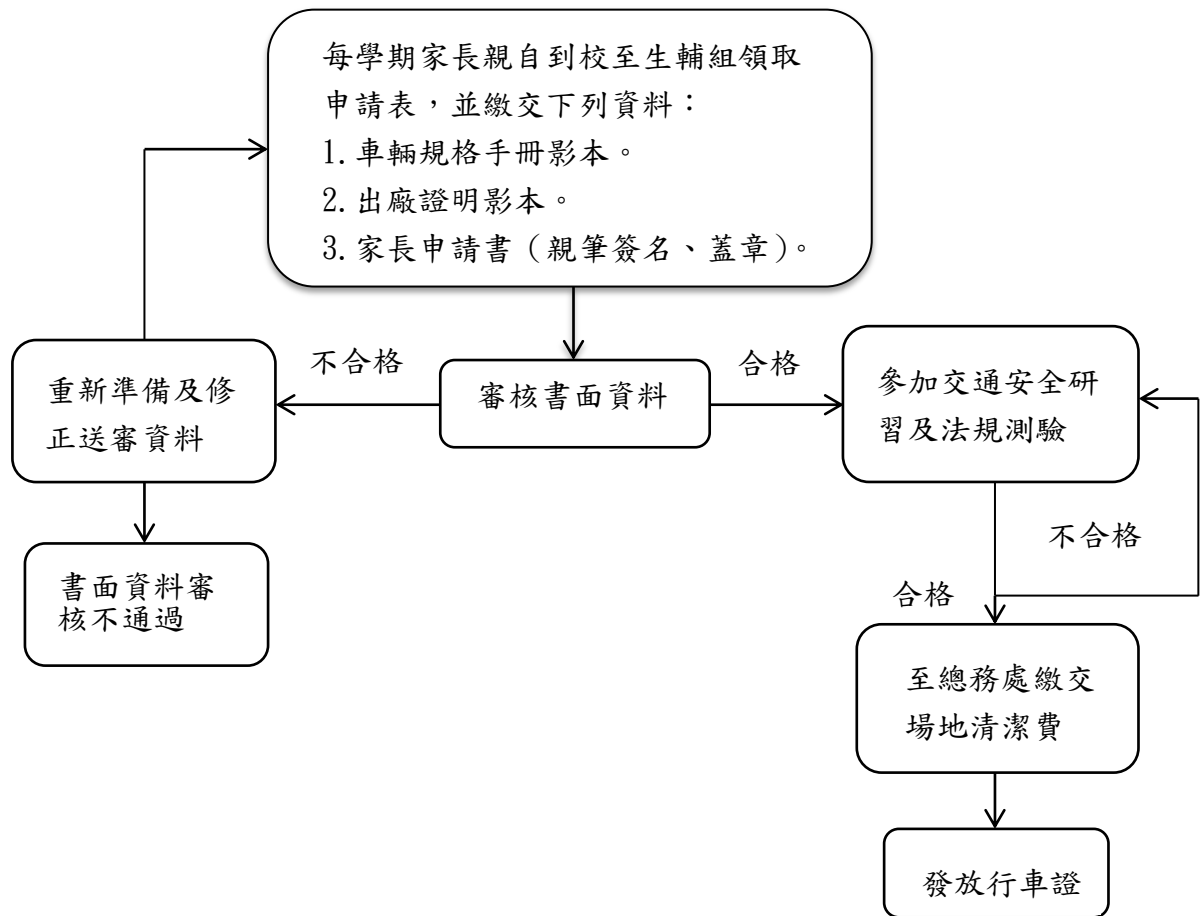 每學期家長親自到校至生輔組領取
申請表，並繳交下列資料：
1.車輛規格手冊影本。
2.出廠證明影本。
3.家長申請書（親筆簽名、蓋章）。
不合格
審核書面資料
合格
重新準備及修
正送審資料
參加交通安全研
習及法規測驗
不合格
書面資料審
核不通過
合格
至總務處繳交
場地清潔費
發放行車證